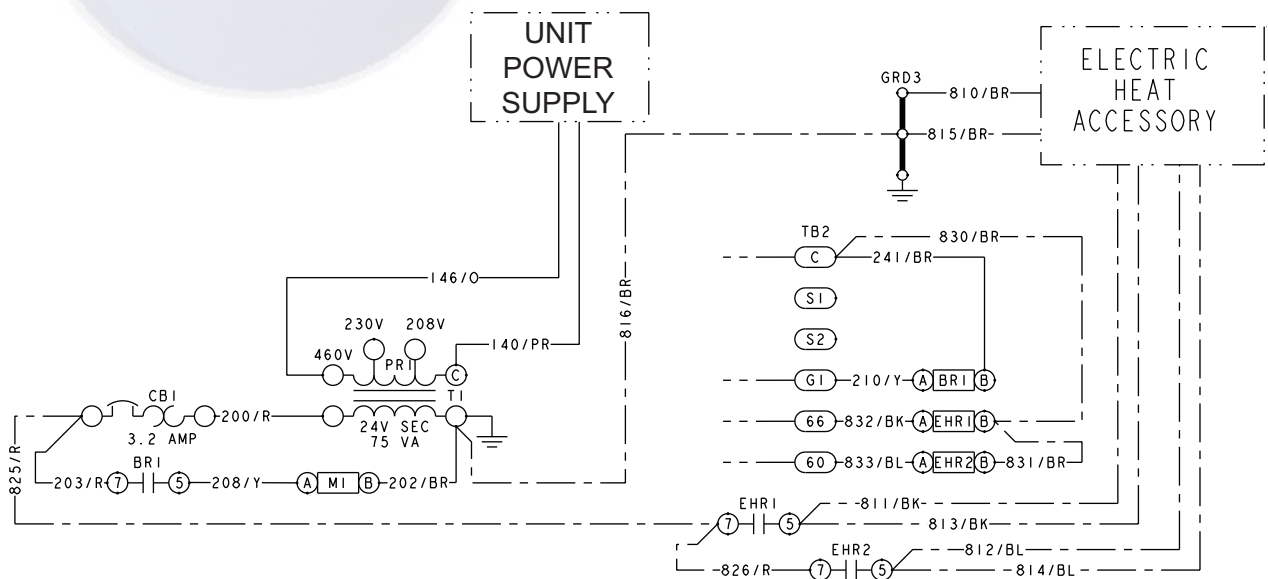 UNIT
POWER
SUPPLY
ELECTRIC
HEAT
ACCESSORY
GRD3
810/BR
815/BR
TB2
830/BR
C
241/BR
146/O
816/BR
S1
230V
208V
S2
140/PR
460V
PRI
C
G1
210/Y
A
BR1
B
CB1
T1
200/R
3.2 AMP
24V SEC
75 VA
66
832/BK
A
EHR1
B
825/R
BR1
60
833/BL
A
EHR2
B
831/BR
203/R
7
5
208/Y
A
M1
B
202/BR
EHR1
811/BK
7
5
813/BK
EHR2
812/BL
826/R
7
5
814/BL